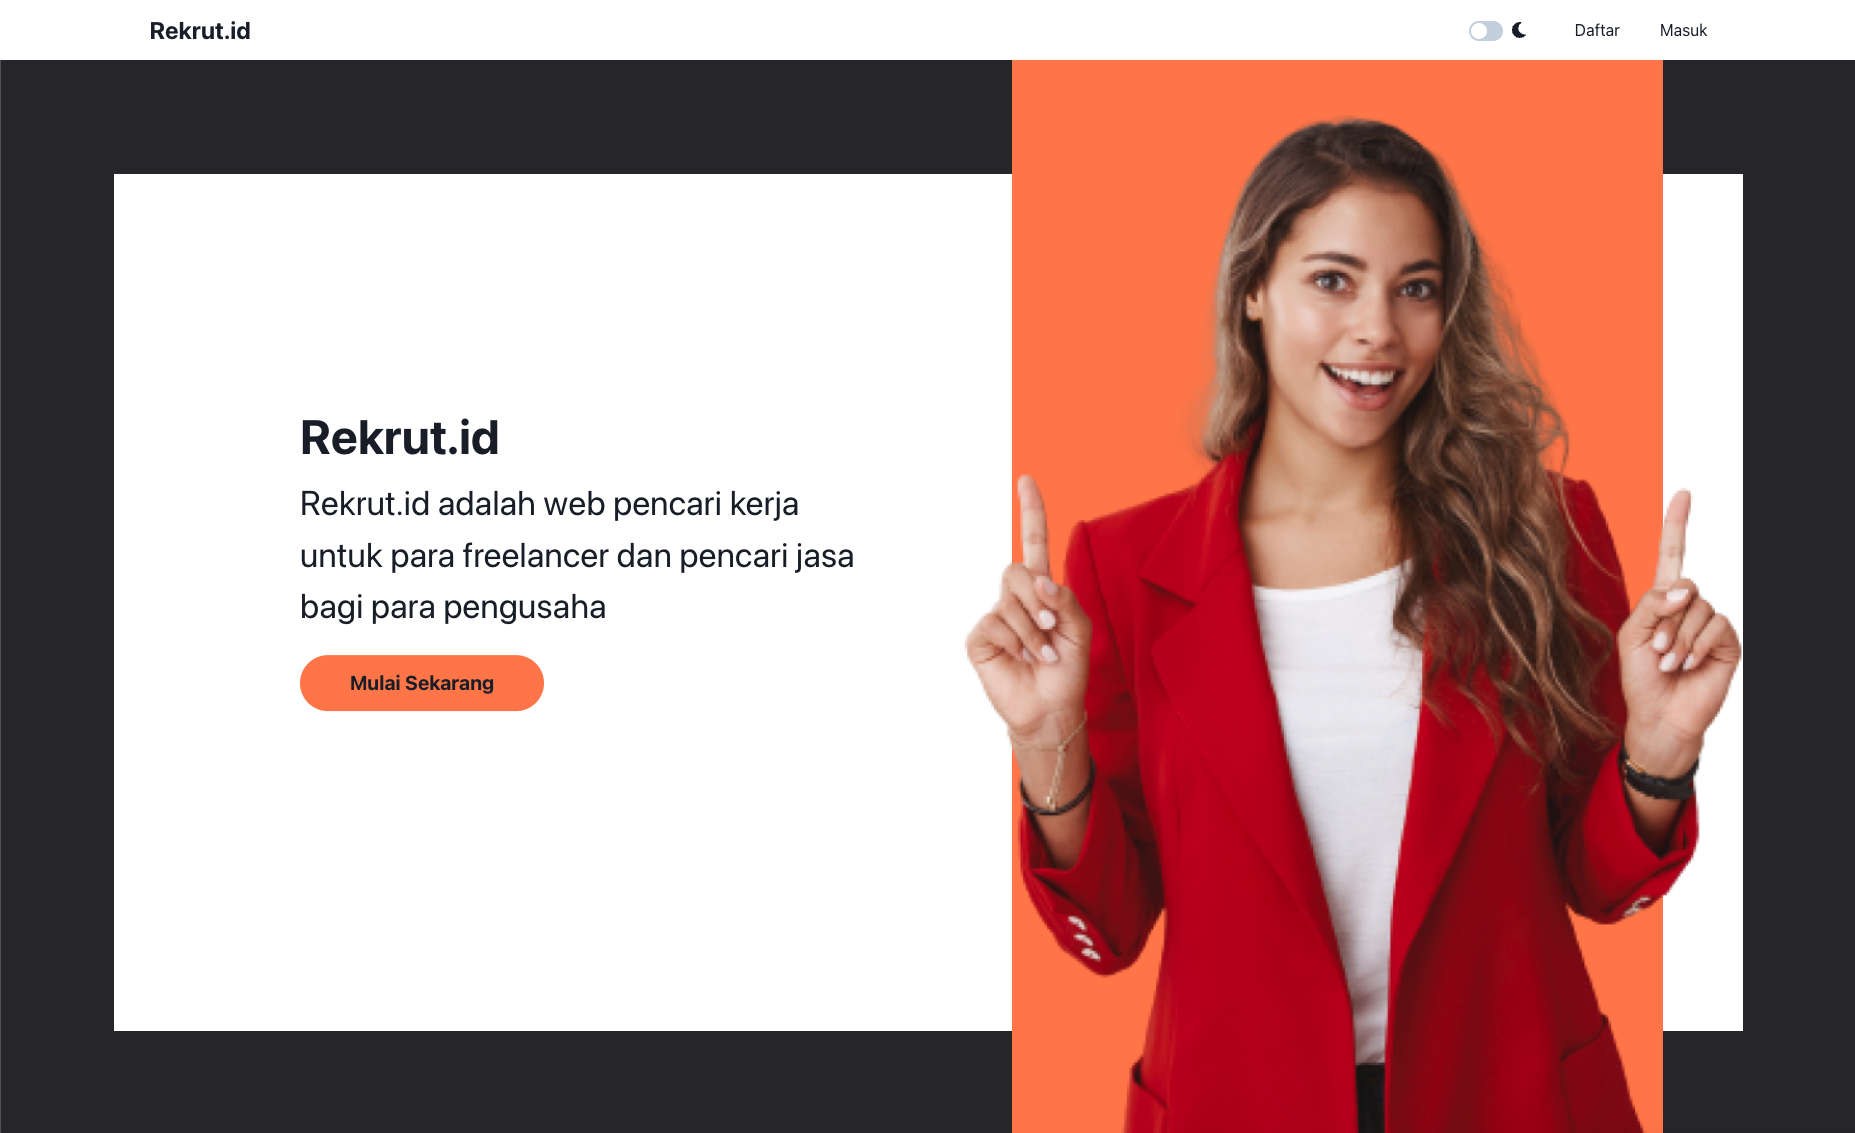 Rekrut.id
Daftar
Masuk
Rekrut.id
Rekrut.id adalah web pencari kerja
untuk para freelancer dan pencari jasa
bagi para pengusaha
Mulai Sekarang